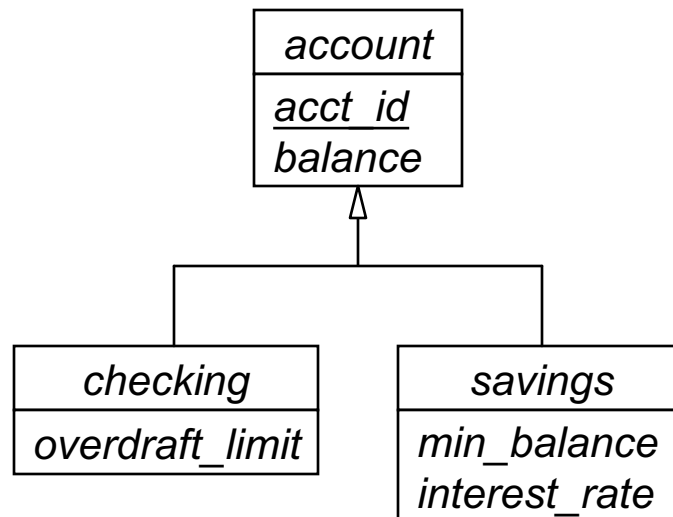 account
acct_id
balance
checking
overdraft_limit
savings
min_balance
interest_rate